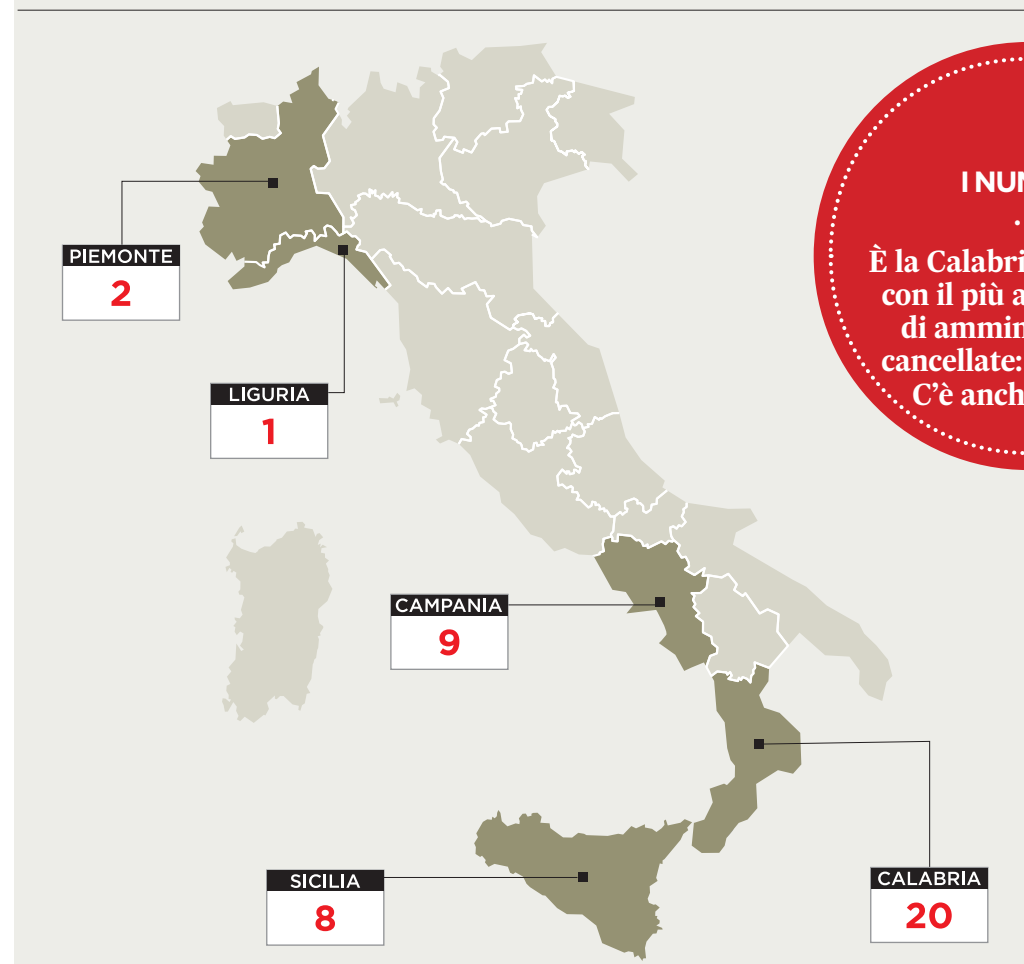 I NUM
È la Calabri
con il più a
di ammin
cancellate:
C'è anch
PIEMONTE
2
LIGURIA
1
CAMPANIA
9
SICILIA
8
CALABRIA
20